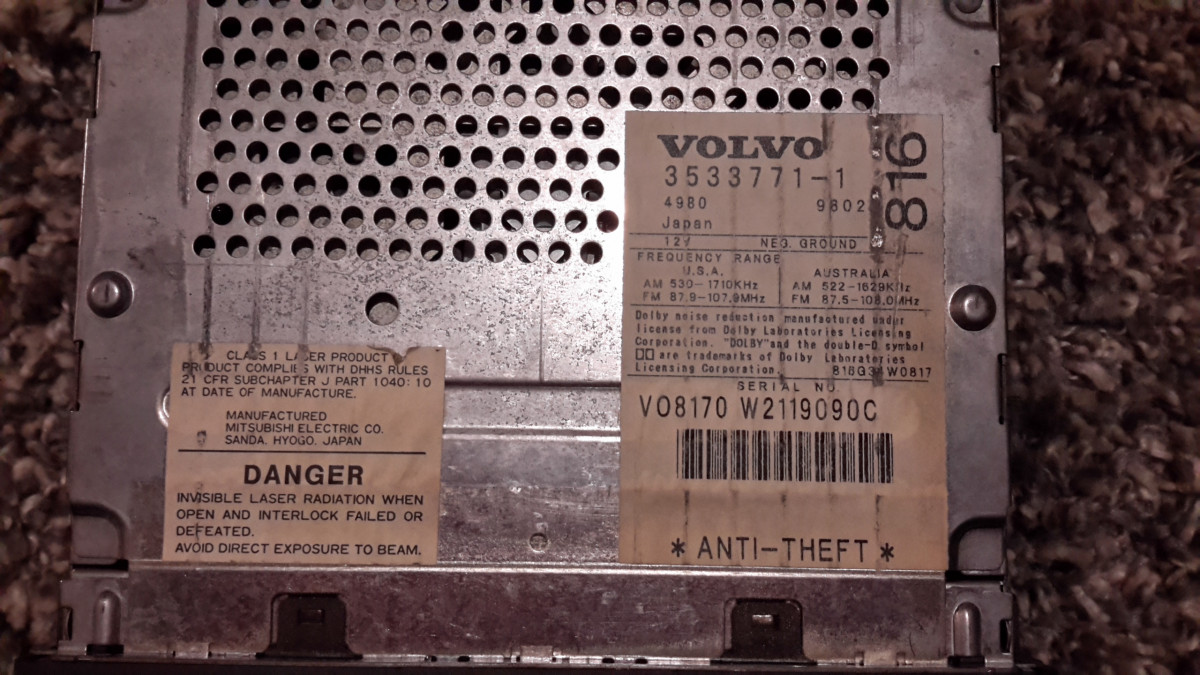 VOLVO
816
3533771-1
4980 9802
Japan
12V NEG. GROUND
FREQUENCY RANGE
U.S.A. AUSTRALIA
AM 530-1710KHz AM 522-1629KHz
FM 87.9-107.9MHz FM 87.5-108.0MHz
Dolby noise reduction manufactured under
license from Dolby Laboratories Licensing
Corporation. "DOLBY"and the double-D symbol
are trademarks of Dolby Laboratories
Licensing Corporation.
SERIAL NO.
VO8170 W2119090C
* ANTI-THEFT *
CLASS 1 LASER PRODUCT
PRODUCT COMPLIES WITH DHHS RULES
21 CFR SUBCHAPTER J PART 1040:10
AT DATE OF MANUFACTURE.
MANUFACTURED
MITSUBISHI ELECTRIC CO.
SANDA, HYOGO, JAPAN
DANGER
INVISIBLE LASER RADIATION WHEN
OPEN AND INTERLOCK FAILED OR
DEFEATED.
AVOID DIRECT EXPOSURE TO BEAM.